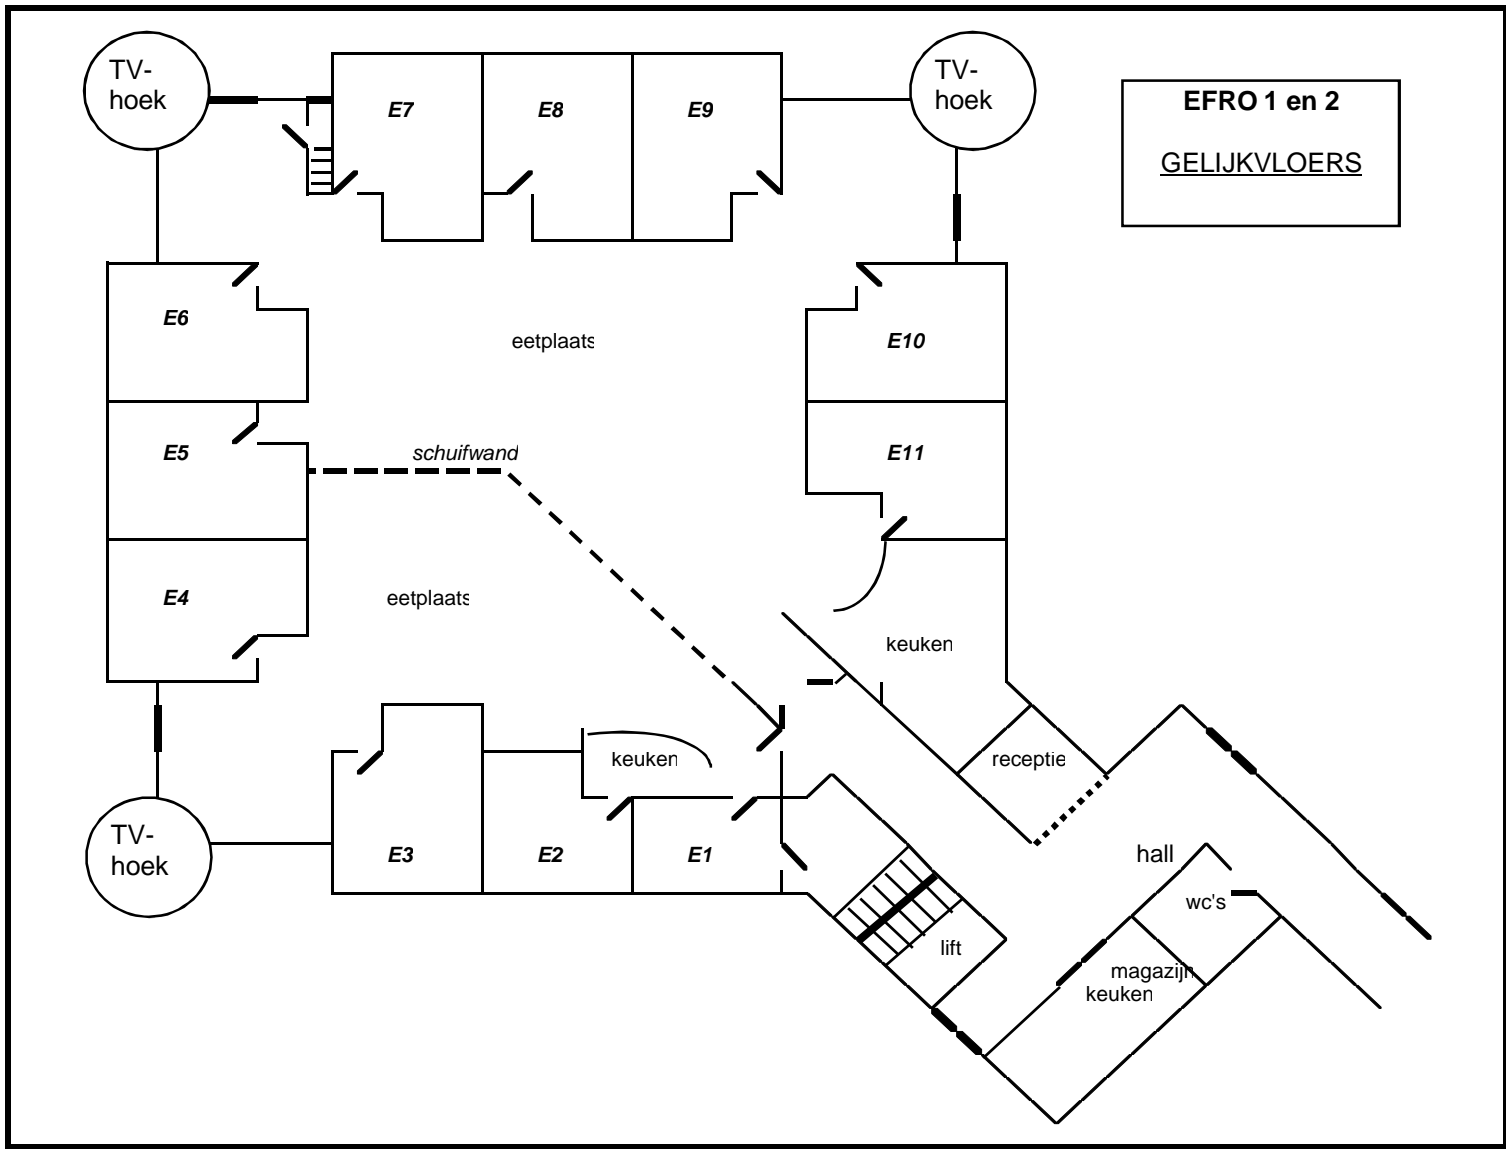 TV-
hoek
E7
E8
E9
TV-
hoek
EFRO 1 en 2
GELIJKVLOERS
E6
eetplaats
E10
E5
schuifwand
E11
E4
eetplaats
keuken
keuken
receptie
TV-
hoek
E3
E2
E1
hall
wc's
lift
magazijn
keuken